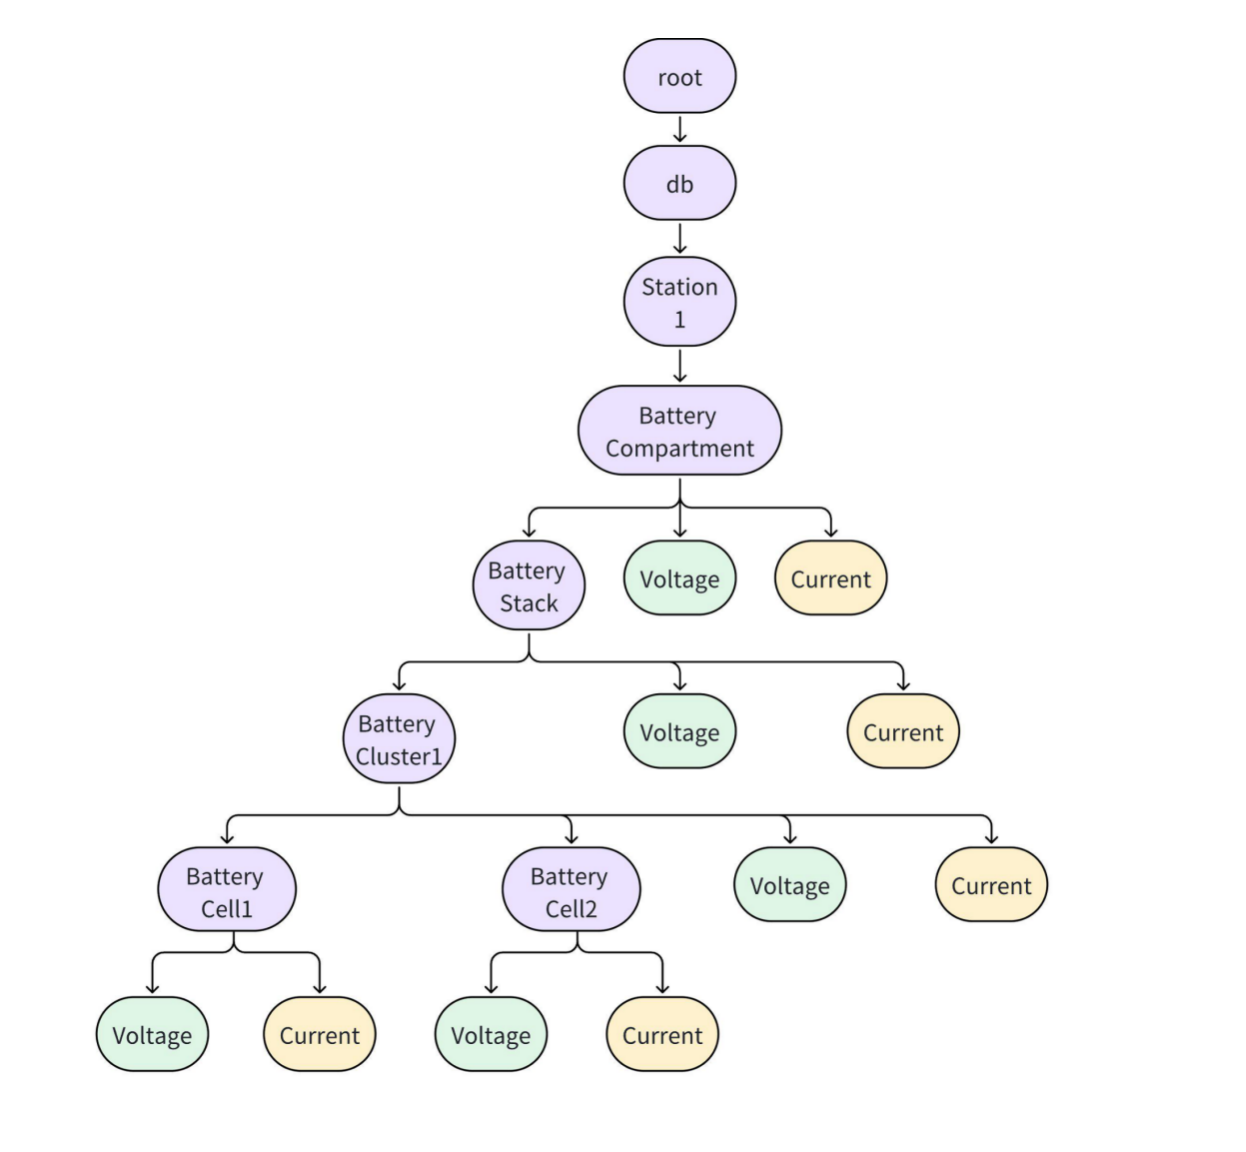 root
db
Station
1
Battery
Compartment
Battery
Stack
Voltage
Current
Battery
Cluster1
Voltage
Current
Battery
Cell1
Battery
Cell2
Voltage
Current
Voltage
Current
Voltage
Current